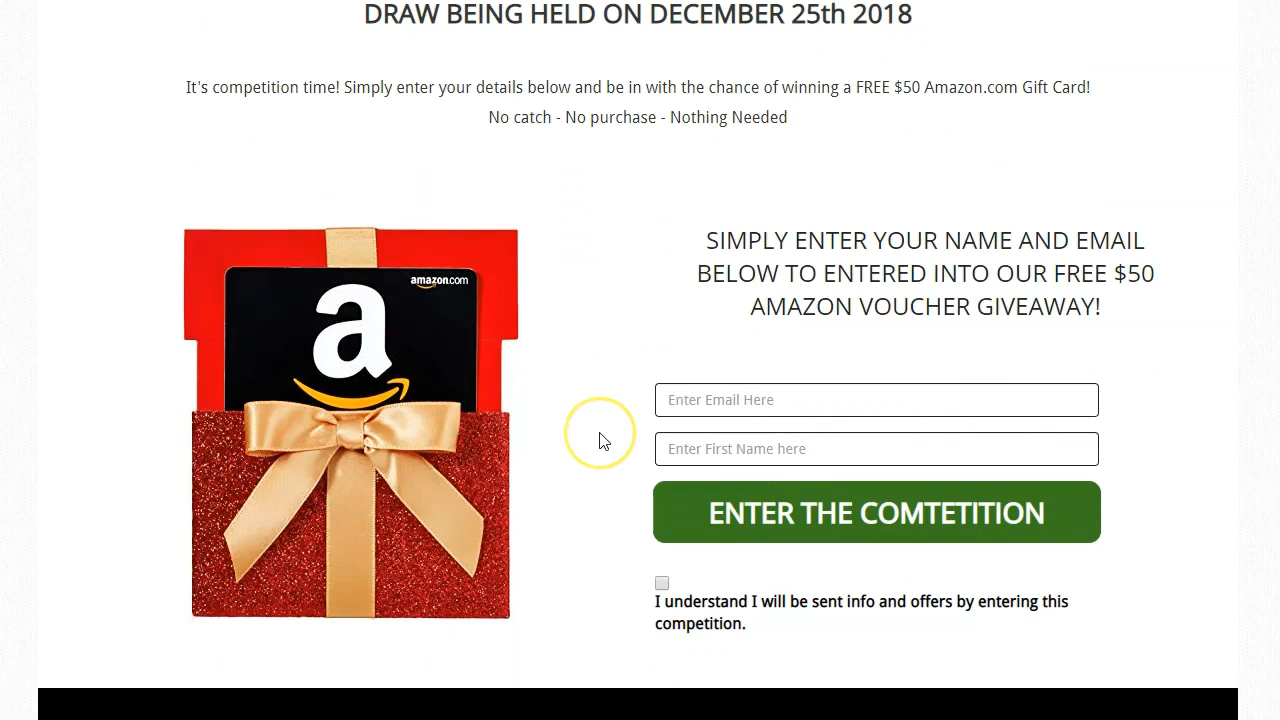 DRAW BEING HELD ON DECEMBER 25th 2018
It's competition time! Simply enter your details below and be in with the chance of winning a FREE $50 Amazon.com Gift Card!
No catch - No purchase - Nothing Needed
amazon.com
a
SIMPLY ENTER YOUR NAME AND EMAIL
BELOW TO ENTERED INTO OUR FREE $50
AMAZON VOUCHER GIVEAWAY!
Enter Email Here
Enter First Name here
ENTER THE COMTETITION
I understand I will be sent info and offers by entering this
competition.